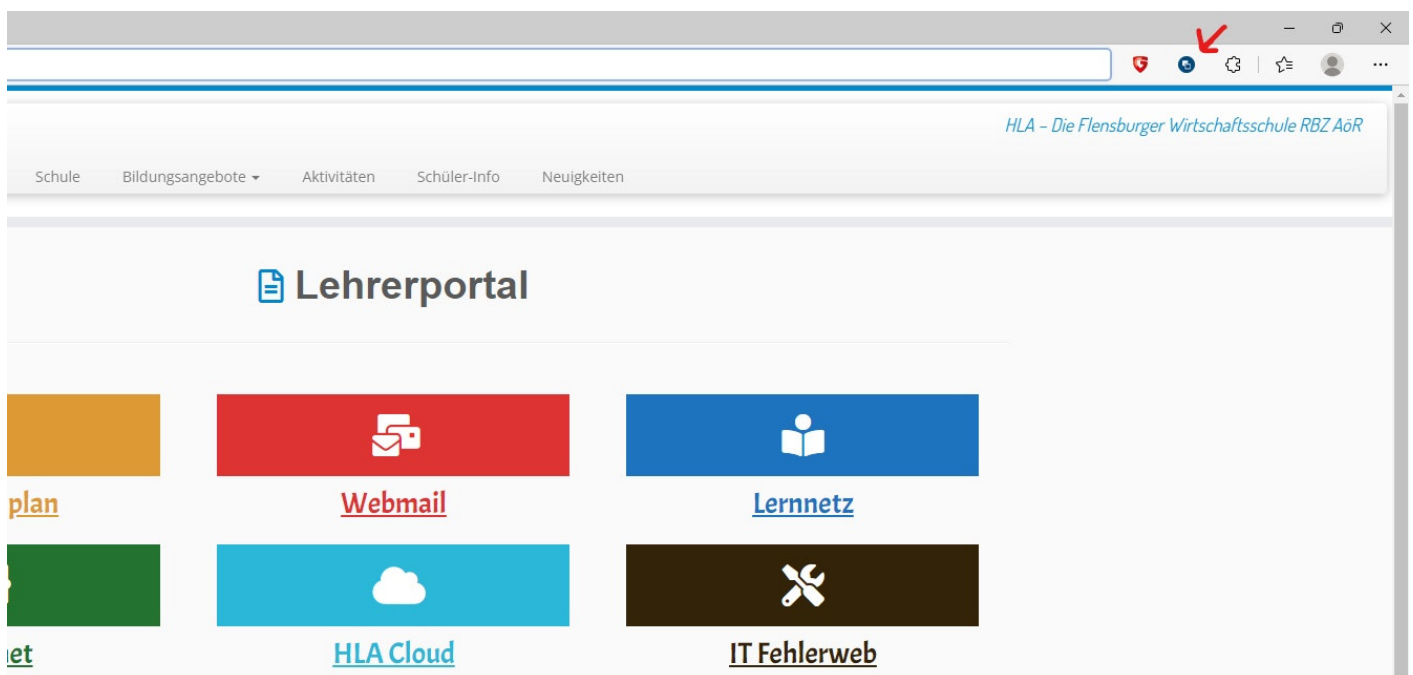 HLA – Die Flensburger Wirtschaftsschule RBZ AöR
Schule Bildungsangebote Aktivitäten Schüler-Info Neuigkeiten
Lehrerportal
plan Webmail Lernnetz
et HLA Cloud IT Fehlerweb